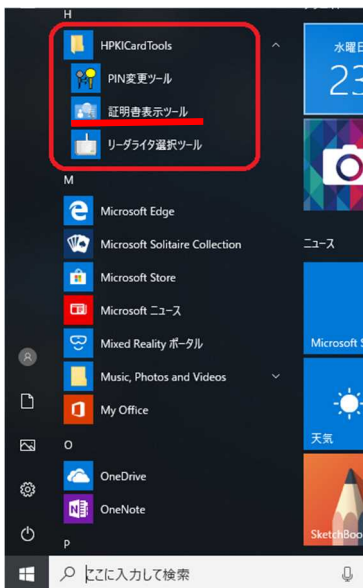 H
HPKICardTools
PIN変更ツール
証明書表示ツール
リーダライタ選択ツール
M
Microsoft Edge
Microsoft Solitaire Collection
Microsoft Store
Microsoft ニュース
Mixed Reality ポータル
Music, Photos and Videos
My Office
O
OneDrive
OneNote
P
水曜日
23
ニュース
Microsoft
天気
SketchBoo
ここに入力して検索